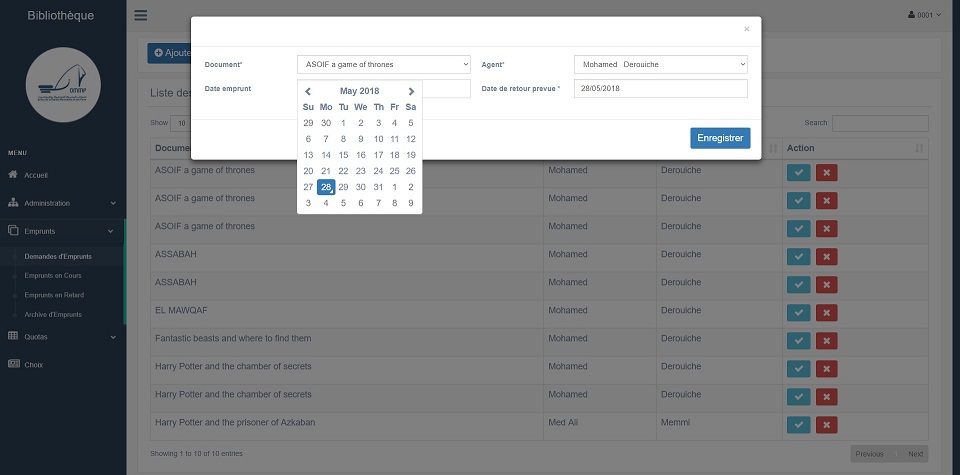 Bibliothèque
0001
×
Ajoute
Document* ASOIF a game of thrones Agent* Mohamed Derouiche
Date emprunt Date de retour prevue * 28/05/2018
Enregistrer
May 2018
Su Mo Tu We Th Fr Sa
29 30 1 2 3 4 5
6 7 8 9 10 11 12
13 14 15 16 17 18 19
20 21 22 23 24 25 26
27 28 29 30 31 1 2
3 4 5 6 7 8 9
MENU
Accueil
Administration
Emprunts
Demandes d'Emprunts
Emprunts en Cours
Emprunts en Retard
Archive d'Emprunts
Quotas
Choix
Liste des
Show 10 Search:
Docum Action
ASOIF a game of thrones Mohamed Derouiche
ASOIF a game of thrones Mohamed Derouiche
ASOIF a game of thrones Mohamed Derouiche
ASSABAH Mohamed Derouiche
ASSABAH Mohamed Derouiche
EL MAWQAF Mohamed Derouiche
Fantastic beasts and where to find them Mohamed Derouiche
Harry Potter and the chamber of secrets Mohamed Derouiche
Harry Potter and the chamber of secrets Mohamed Derouiche
Harry Potter and the prisoner of Azkaban Med Ali Memmi
Showing 1 to 10 of 10 entries Previous 1 Next